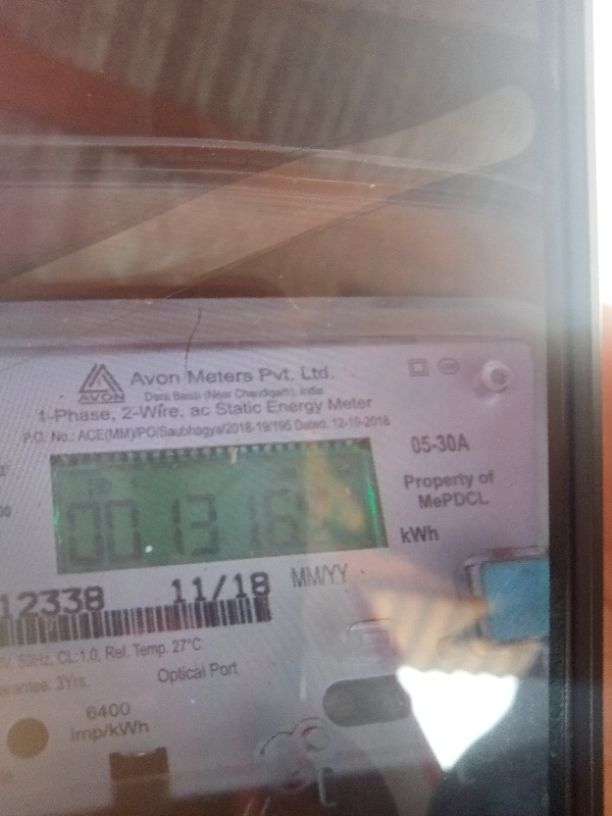 AVON
Avon Meters Pvt. Ltd.
Dera Bassi (Near Chandigarh), India
1-Phase, 2-Wire, ac Static Energy Meter
P.O. No.: ACE(MM)/PO/Saubhagya/2018-19/195 Dated: 12-10-2018
05-30A
Property of
MePDCL
kWh
001316
12338 11/18 MM/YY
V, 50Hz, CL:1.0, Ref. Temp. 27°C
3Yrs. Optical Port
6400
imp/kWh